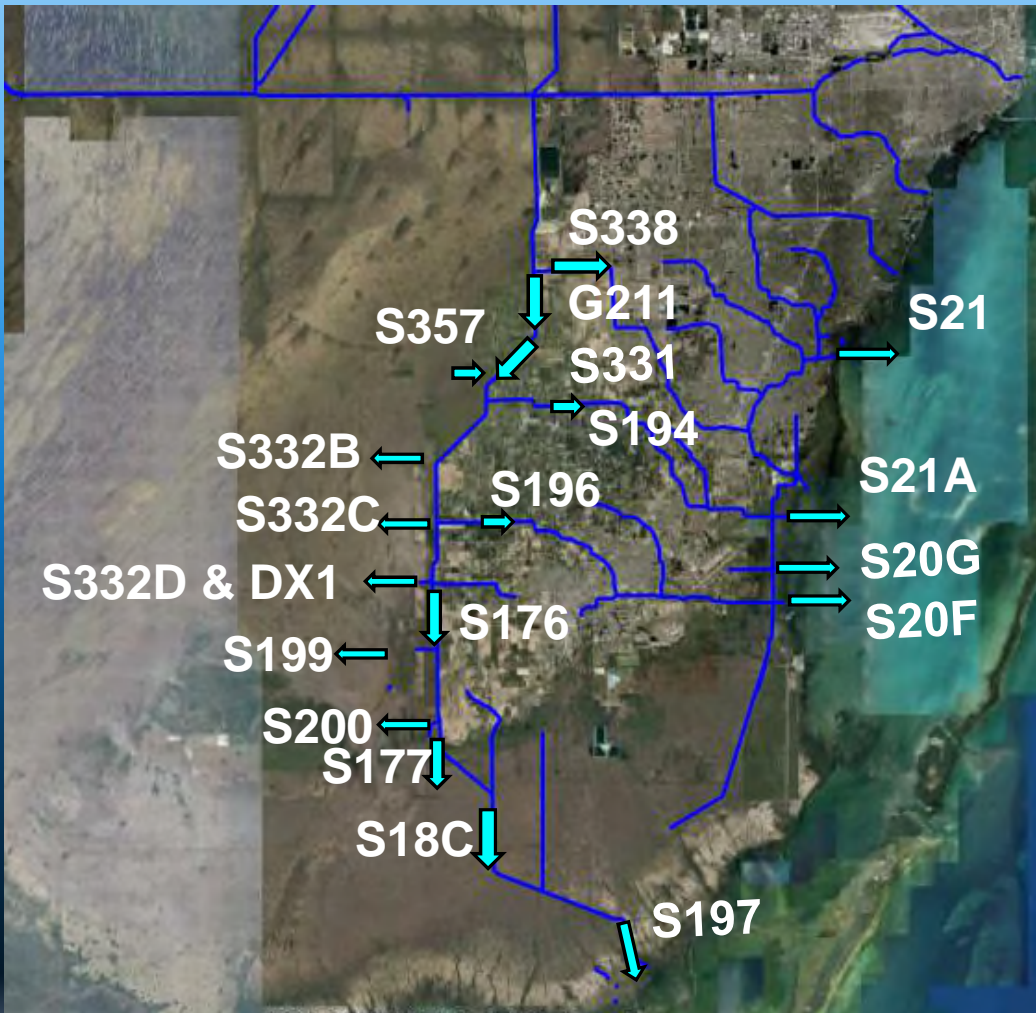 S338
G211
S357
S21
S331
S194
S332B
S196
S21A
S332C
S20G
S332D & DX1
S176
S20F
S199
S200
S177
S18C
S197